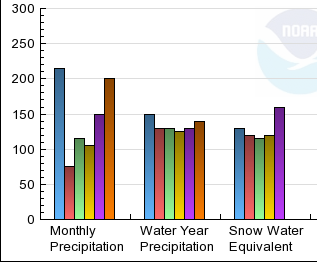 300
250
200
150
100
50
0
Monthly Precipitation
Water Year Precipitation
Snow Water Equivalent
NOAA